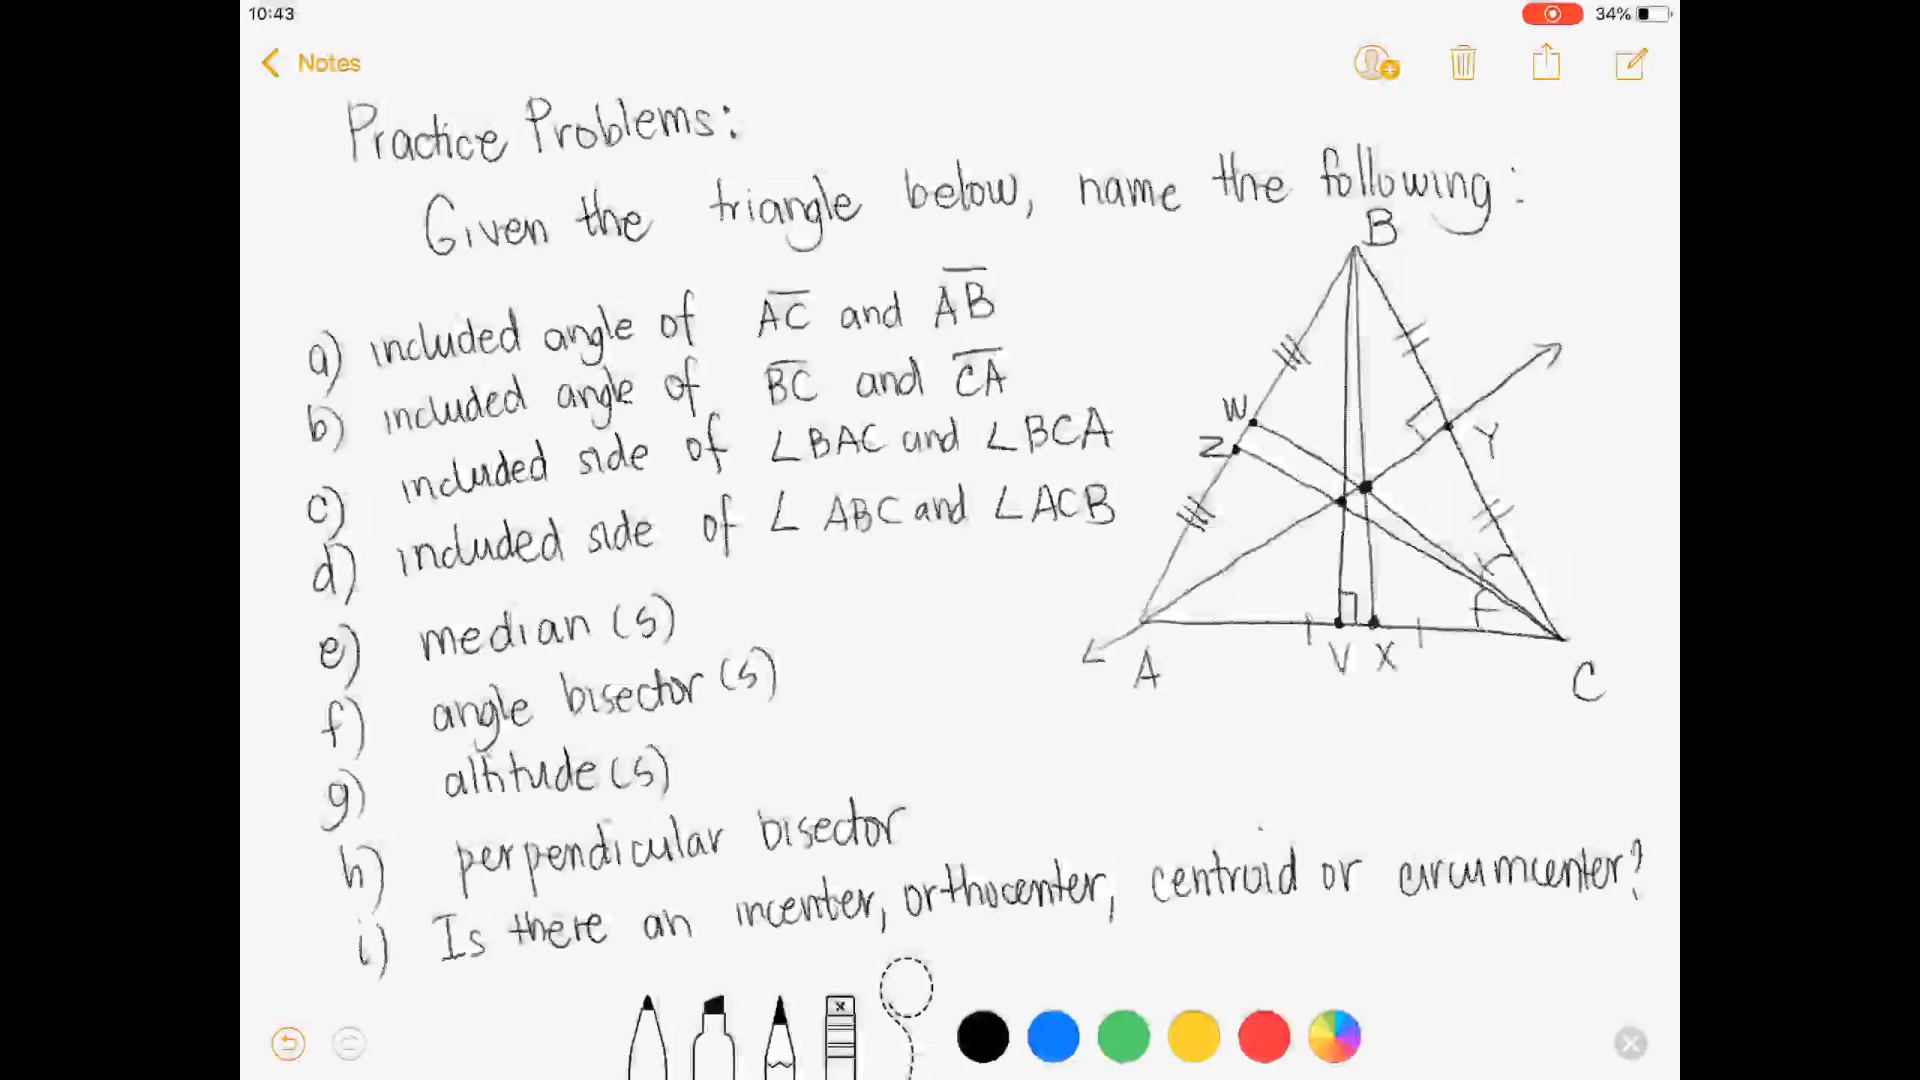 10:43
34%
Notes
Practice Problems:
Given the triangle below, name the following:
a) included angle of AC and AB
b) included angle of BC and CA
c) included side of ∠BAC and ∠BCA
d) included side of ∠ABC and ∠ACB
e) median(s)
f) angle bisector(s)
g) altitude(s)
h) perpendicular bisector
i) Is there an incenter, orthocenter, centroid or circumcenter?
B
W
Z
Y
A
V
X
C